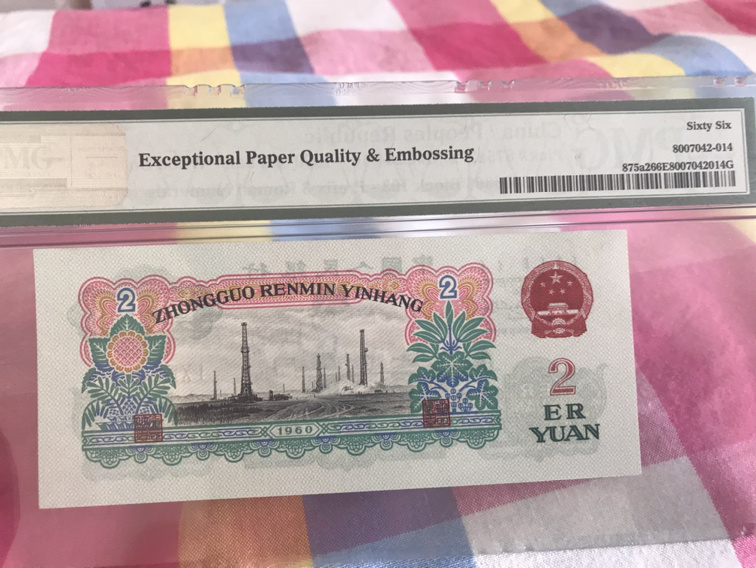 Exceptional Paper Quality & Embossing
Sixty Six
8007042-014
875a266E8007042014G
2
ZHONGGUO RENMIN YINHANG
2
1960
2
ER
YUAN